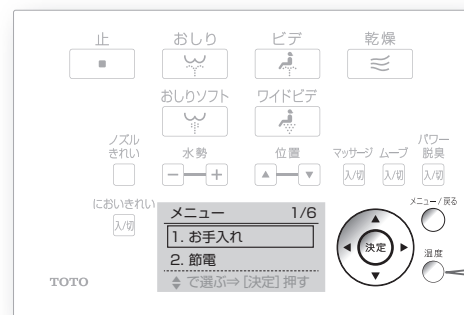 止
おしり
ビデ
乾燥
おしりソフト
ワイドビデ
ノズル
きれい
水勢
位置
マッサージ
ムーブ
パワー
脱臭
入/切
入/切
入/切
においきれい
入/切
メニュー 1/6
1. お手入れ
2. 節電
で選ぶ⇒[決定]押す
決定
メニュー/戻る
温度
TOTO